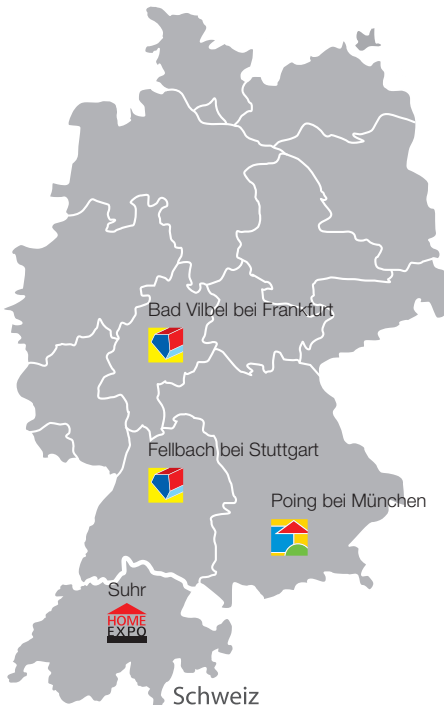 Bad Vilbel bei Frankfurt
Fellbach bei Stuttgart
Poing bei München
Suhr
HOME
EXPO
Schweiz